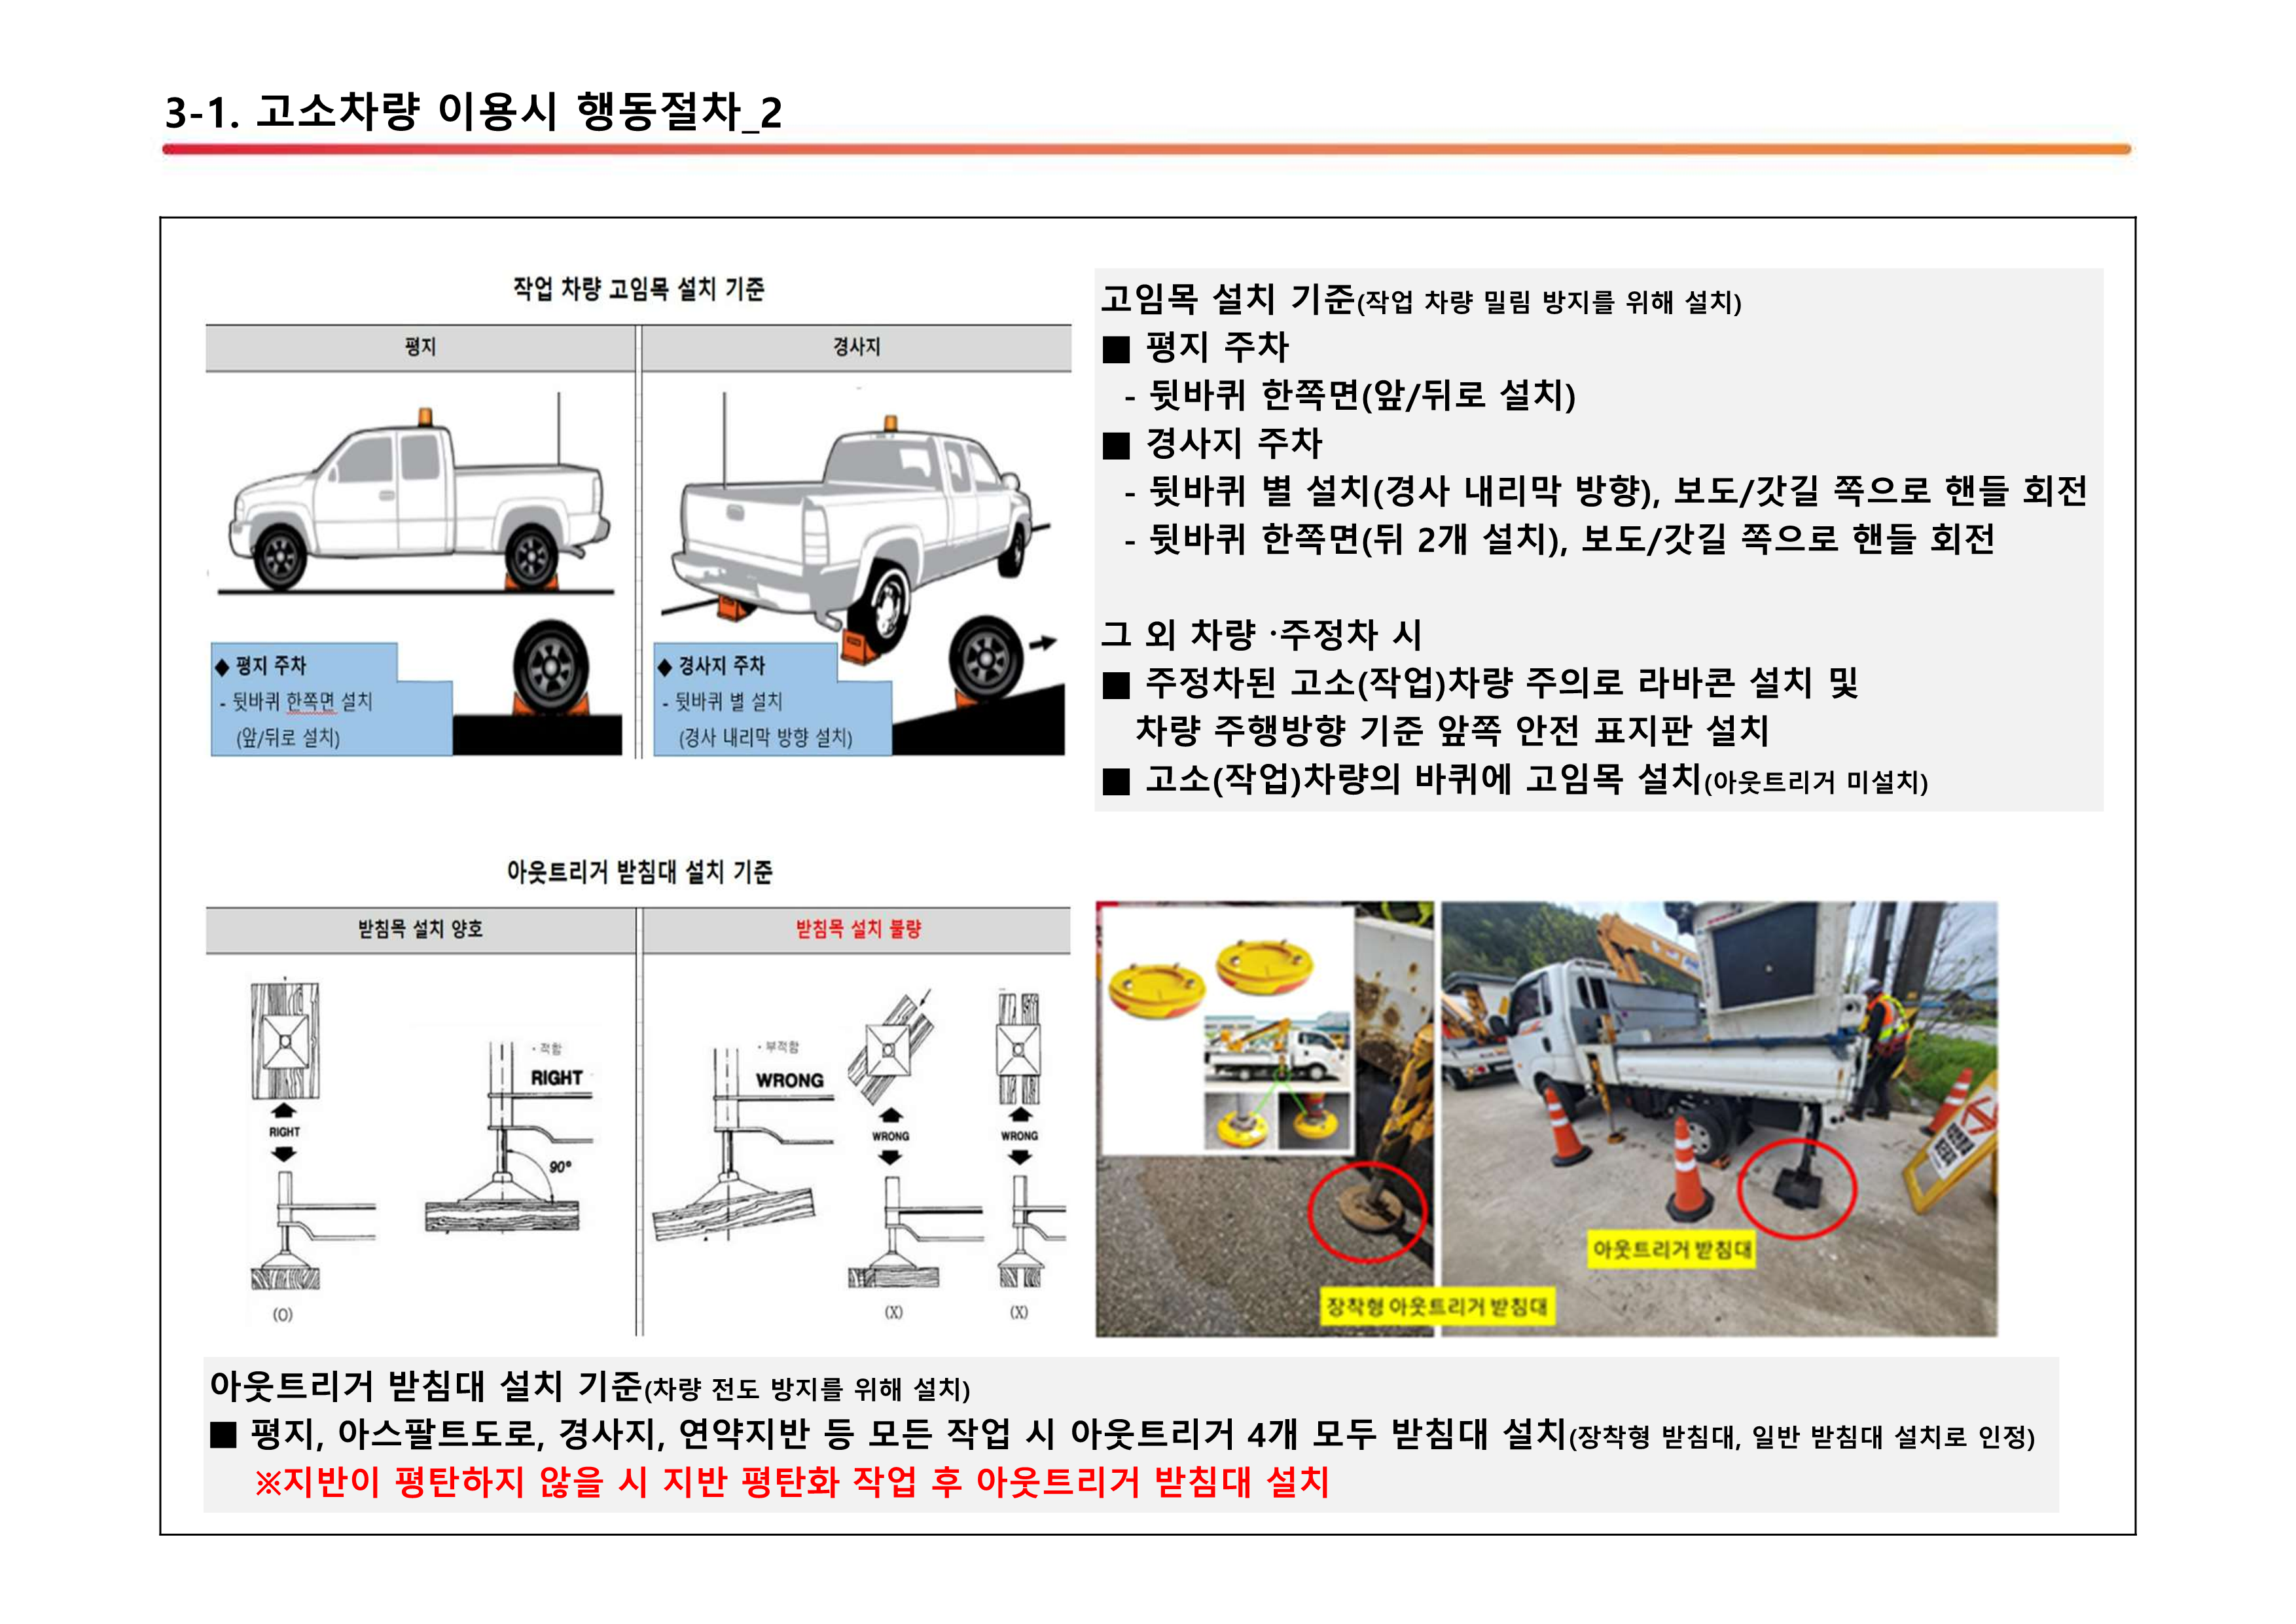 3-1. 고소차량 이용시 행동절차_2
작업 차량 고임목 설치 기준
평지
경사지
◆ 평지 주차
- 뒷바퀴 한쪽면 설치
(앞/뒤로 설치)
◆ 경사지 주차
- 뒷바퀴 별 설치
(경사 내리막 방향 설치)
고임목 설치 기준(작업 차량 밀림 방지를 위해 설치)
■ 평지 주차
- 뒷바퀴 한쪽면(앞/뒤로 설치)
■ 경사지 주차
- 뒷바퀴 별 설치(경사 내리막 방향), 보도/갓길 쪽으로 핸들 회전
- 뒷바퀴 한쪽면(뒤 2개 설치), 보도/갓길 쪽으로 핸들 회전
그 외 차량 ·주정차 시
■ 주정차된 고소(작업)차량 주의로 라바콘 설치 및
차량 주행방향 기준 앞쪽 안전 표지판 설치
■ 고소(작업)차량의 바퀴에 고임목 설치(아웃트리거 미설치)
아웃트리거 받침대 설치 기준
받침목 설치 양호
받침목 설치 불량
RIGHT
(O)
· 적합
RIGHT
90°
· 부적합
WRONG
WRONG
(X)
WRONG
(X)
아웃트리거 받침대
장착형 아웃트리거 받침대
아웃트리거 받침대 설치 기준(차량 전도 방지를 위해 설치)
■ 평지, 아스팔트도로, 경사지, 연약지반 등 모든 작업 시 아웃트리거 4개 모두 받침대 설치(장착형 받침대, 일반 받침대 설치로 인정)
※지반이 평탄하지 않을 시 지반 평탄화 작업 후 아웃트리거 받침대 설치